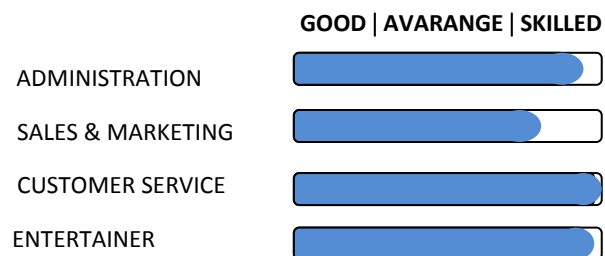 GOOD | AVARANGE | SKILLED
ADMINISTRATION
SALES & MARKETING
CUSTOMER SERVICE
ENTERTAINER